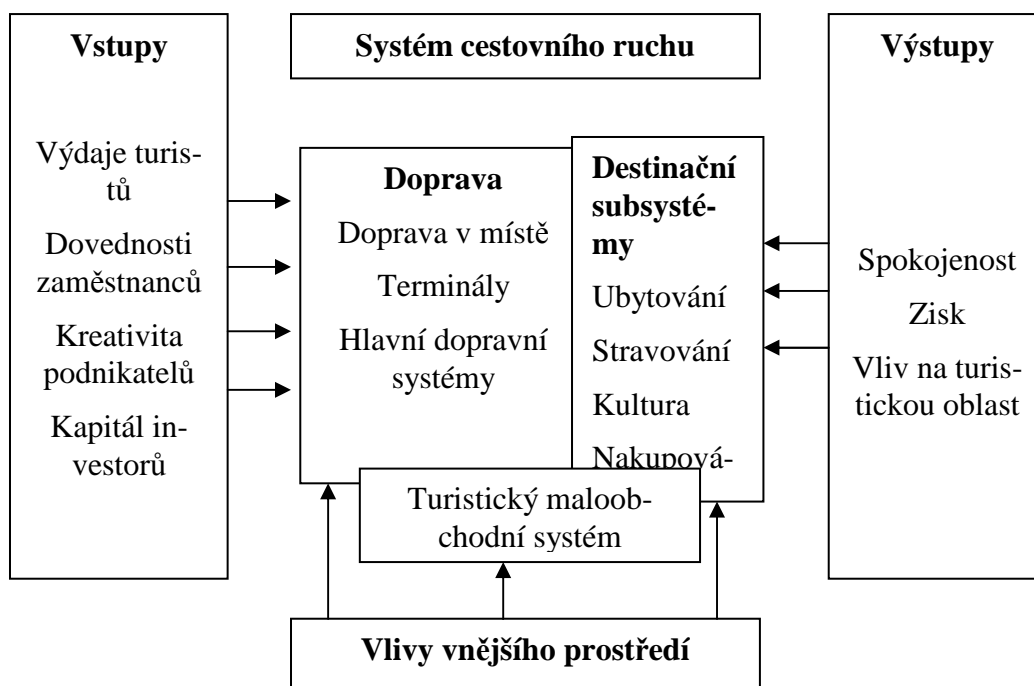 Vstupy
Výdaje turis-
tů
Dovednosti
zaměstnanců
Kreativita
podnikatelů
Kapitál in-
vestorů
Systém cestovního ruchu
Doprava
Doprava v místě
Terminály
Hlavní dopravní
systémy
Destinační
subsysté-
my
Ubytování
Stravování
Kultura
Nakupová-
Turistický maloob-
chodní systém
Vlivy vnějšího prostředí
Výstupy
Spokojenost
Zisk
Vliv na turis-
tickou oblast